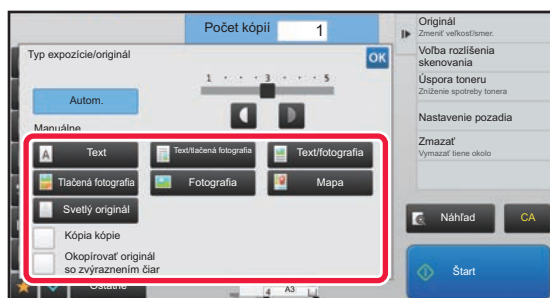 Počet kópií 1
Typ expozície/originál
OK
1 3 5
Autom.
Manuálne
A Text
Text/tlačená fotografia
Text/fotografia
Tlačená fotografia
Fotografia
Mapa
Svetlý originál
Kópia kópie
Okopírovať originál
so zvýraznením čiar
Ostatné
4 A3
Originál
Zmeniť veľkosť/smer.
Voľba rozlíšenia
skenovania
Úspora toneru
Zníženie spotreby tonera
Nastavenie pozadia
Zmazať
Vymazať tiene okolo
Náhľad
CA
Štart